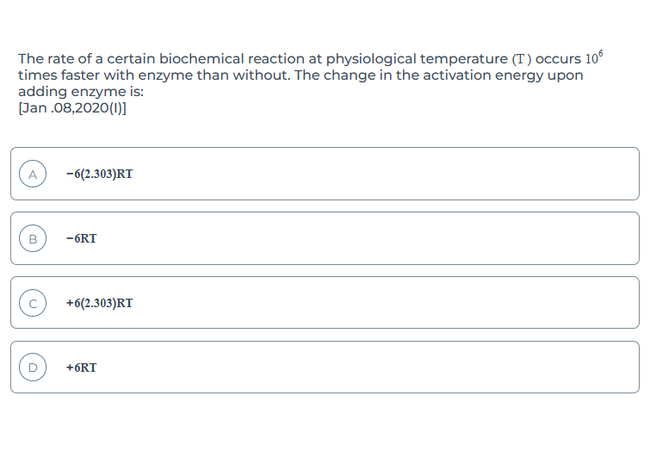 The rate of a certain biochemical reaction at physiological temperature (T) occurs 10⁶
times faster with enzyme than without. The change in the activation energy upon
adding enzyme is:
[Jan .08,2020(I)]
A −6(2.303)RT
B −6RT
C +6(2.303)RT
D +6RT